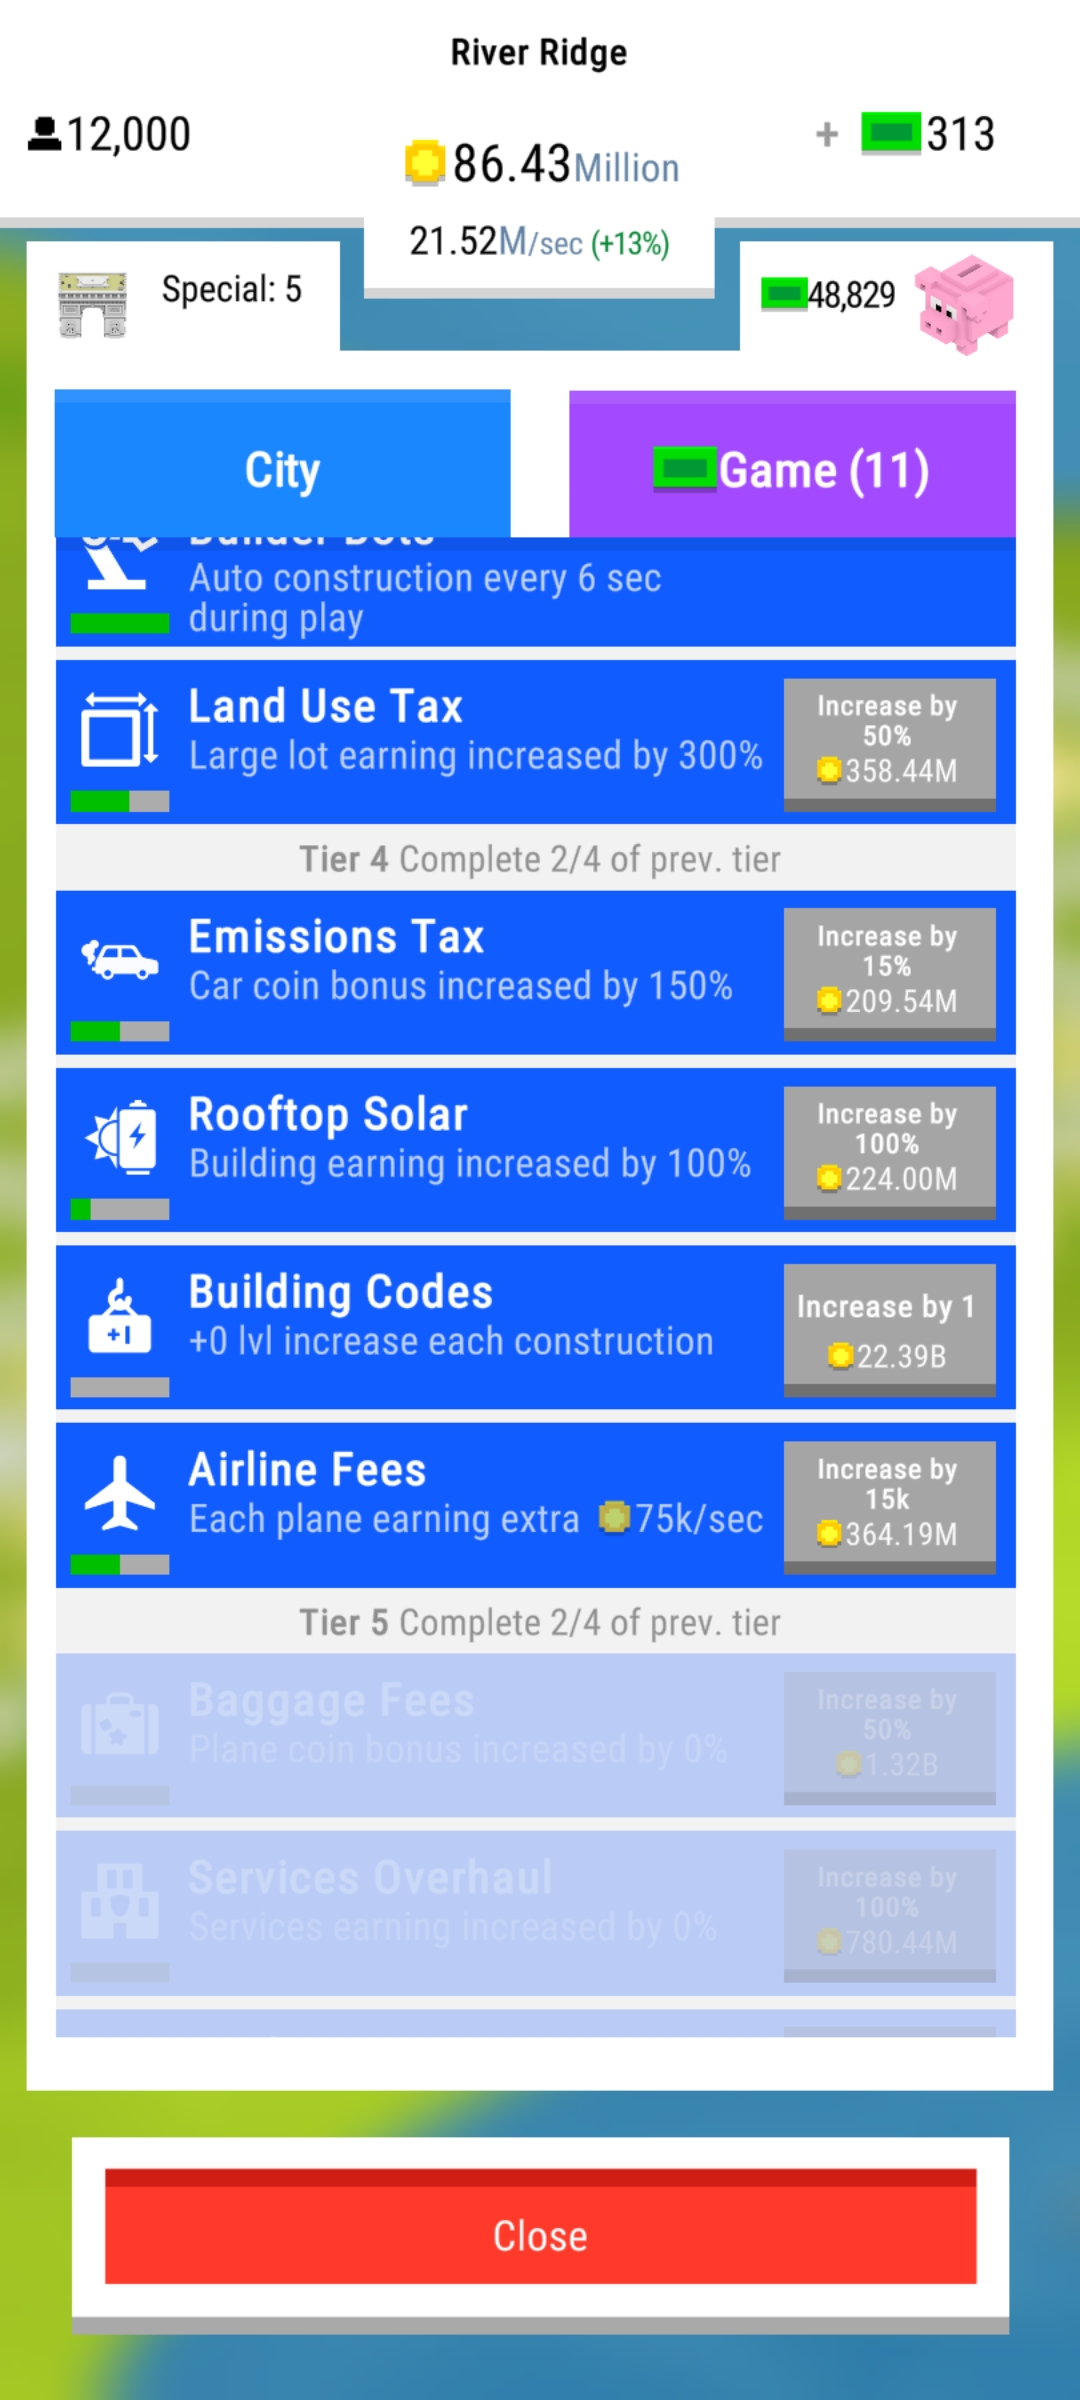 River Ridge
12,000
86.43Million
+ 313
21.52M/sec (+13%)
Special: 5
48,829
City
Game (11)
Builder Bots
Auto construction every 6 sec
during play
Land Use Tax
Large lot earning increased by 300%
Increase by
50%
358.44M
Tier 4 Complete 2/4 of prev. tier
Emissions Tax
Car coin bonus increased by 150%
Increase by
15%
209.54M
Rooftop Solar
Building earning increased by 100%
Increase by
100%
224.00M
Building Codes
+0 lvl increase each construction
Increase by 1
22.39B
+1
Airline Fees
Each plane earning extra 75k/sec
Increase by
15k
364.19M
Tier 5 Complete 2/4 of prev. tier
Baggage Fees
Plane coin bonus increased by 0%
Increase by
50%
1.32B
Services Overhaul
Services earning increased by 0%
Increase by
100%
780.44M
Close